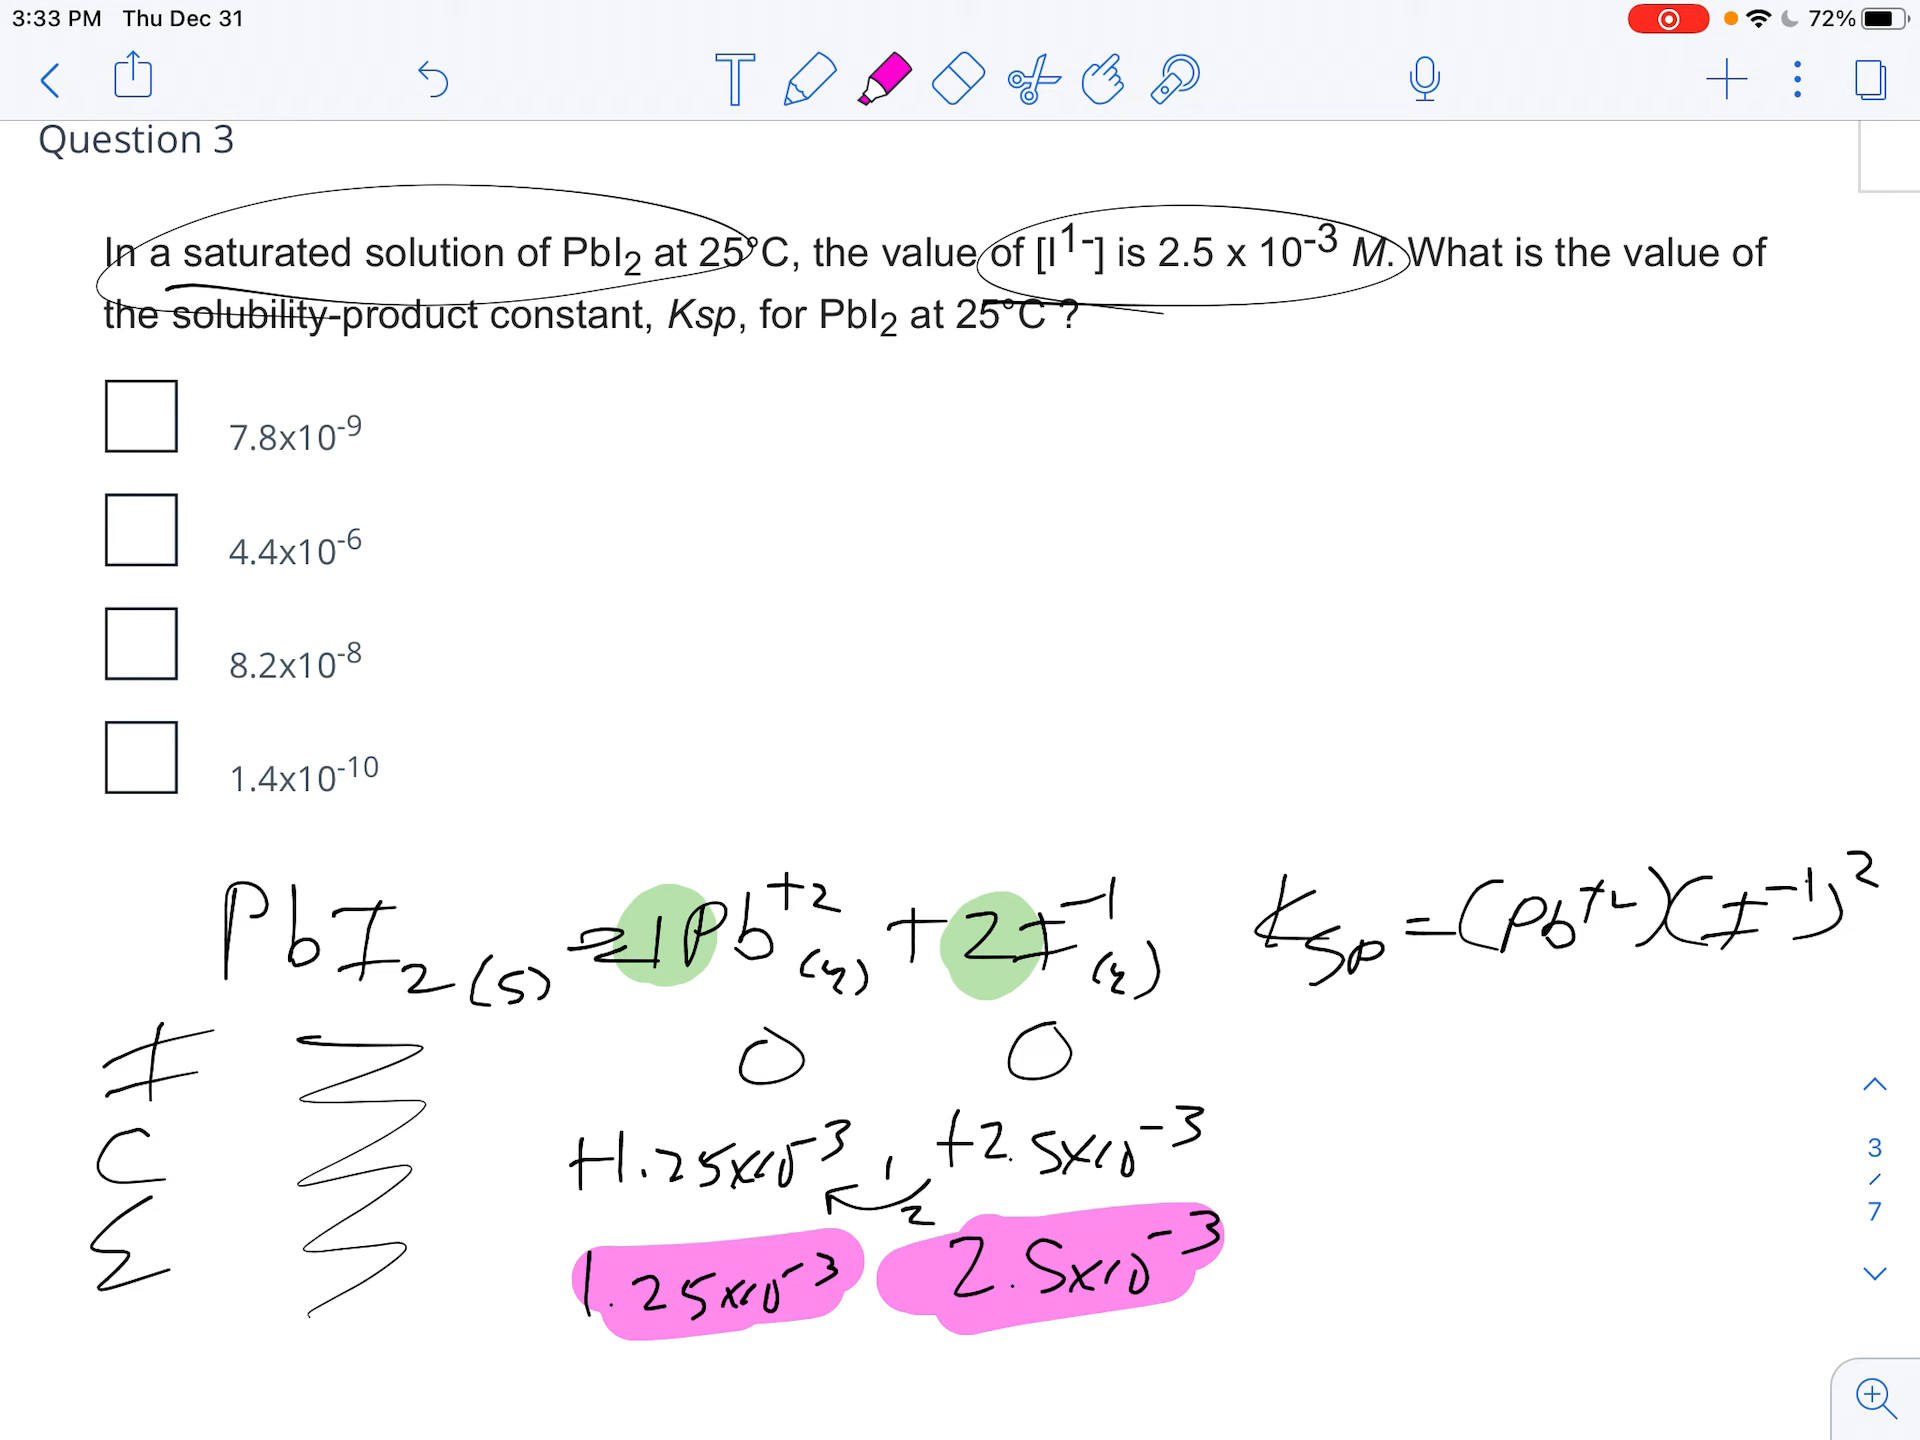 3:33 PM Thu Dec 31 72%
T
Question 3
In a saturated solution of PbI₂ at 25°C, the value of [I¹⁻] is 2.5 x 10⁻³ M. What is the value of
the solubility-product constant, Ksp, for PbI₂ at 25°C ?
7.8x10⁻⁹
4.4x10⁻⁶
8.2x10⁻⁸
1.4x10⁻¹⁰
PbI₂(s) ⇌ 1Pb⁺²(aq) + 2I⁻¹(aq) Ksp = (Pb⁺²)(I⁻¹)²
I 0 0
C +1.25x10⁻³ +2.5x10⁻³
1
2
E 1.25x10⁻³ 2.5x10⁻³
3
/
7